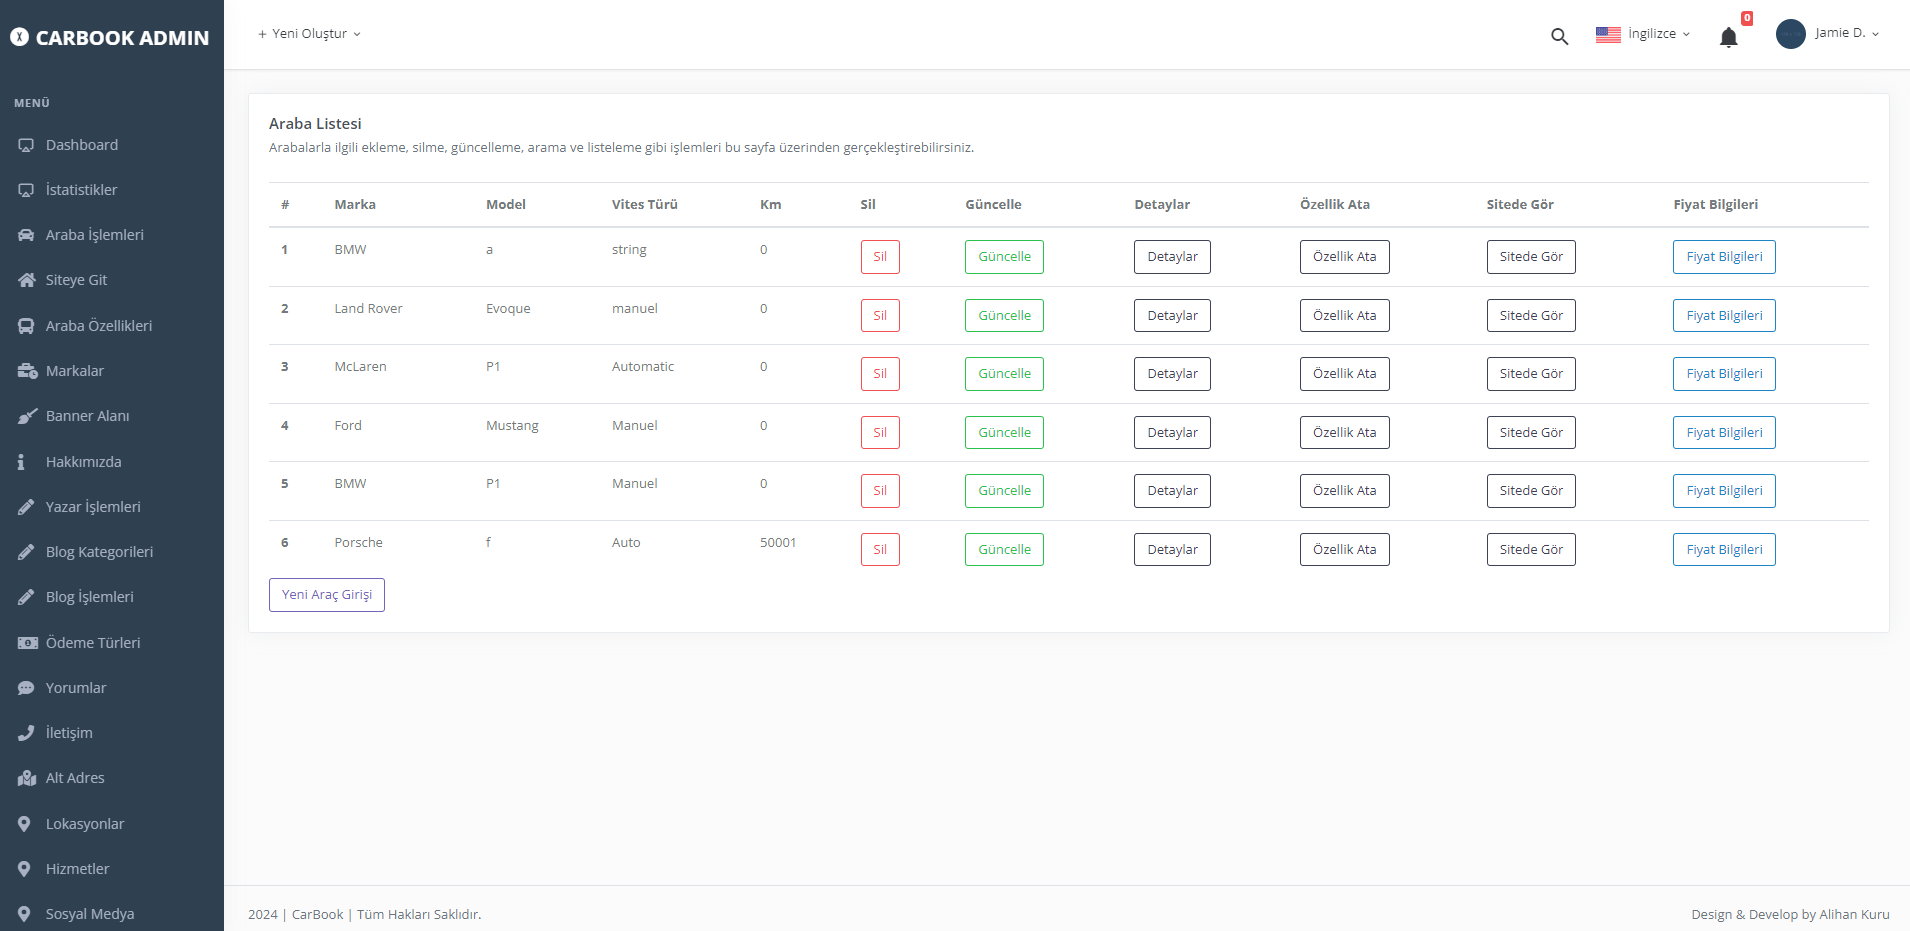 CARBOOK ADMIN
+ Yeni Oluştur
İngilizce
0
Jamie D.
MENÜ
Dashboard
İstatistikler
Araba İşlemleri
Siteye Git
Araba Özellikleri
Markalar
Banner Alanı
Hakkımızda
Yazar İşlemleri
Blog Kategorileri
Blog İşlemleri
Ödeme Türleri
Yorumlar
İletişim
Alt Adres
Lokasyonlar
Hizmetler
Sosyal Medya
Araba Listesi
Arabalarla ilgili ekleme, silme, güncelleme, arama ve listeleme gibi işlemleri bu sayfa üzerinden gerçekleştirebilirsiniz.
# Marka Model Vites Türü Km Sil Güncelle Detaylar Özellik Ata Sitede Gör Fiyat Bilgileri
1 BMW a string 0 Sil Güncelle Detaylar Özellik Ata Sitede Gör Fiyat Bilgileri
2 Land Rover Evoque manuel 0 Sil Güncelle Detaylar Özellik Ata Sitede Gör Fiyat Bilgileri
3 McLaren P1 Automatic 0 Sil Güncelle Detaylar Özellik Ata Sitede Gör Fiyat Bilgileri
4 Ford Mustang Manuel 0 Sil Güncelle Detaylar Özellik Ata Sitede Gör Fiyat Bilgileri
5 BMW P1 Manuel 0 Sil Güncelle Detaylar Özellik Ata Sitede Gör Fiyat Bilgileri
6 Porsche f Auto 50001 Sil Güncelle Detaylar Özellik Ata Sitede Gör Fiyat Bilgileri
Yeni Araç Girişi
2024 | CarBook | Tüm Hakları Saklıdır.
Design & Develop by Alihan Kuru